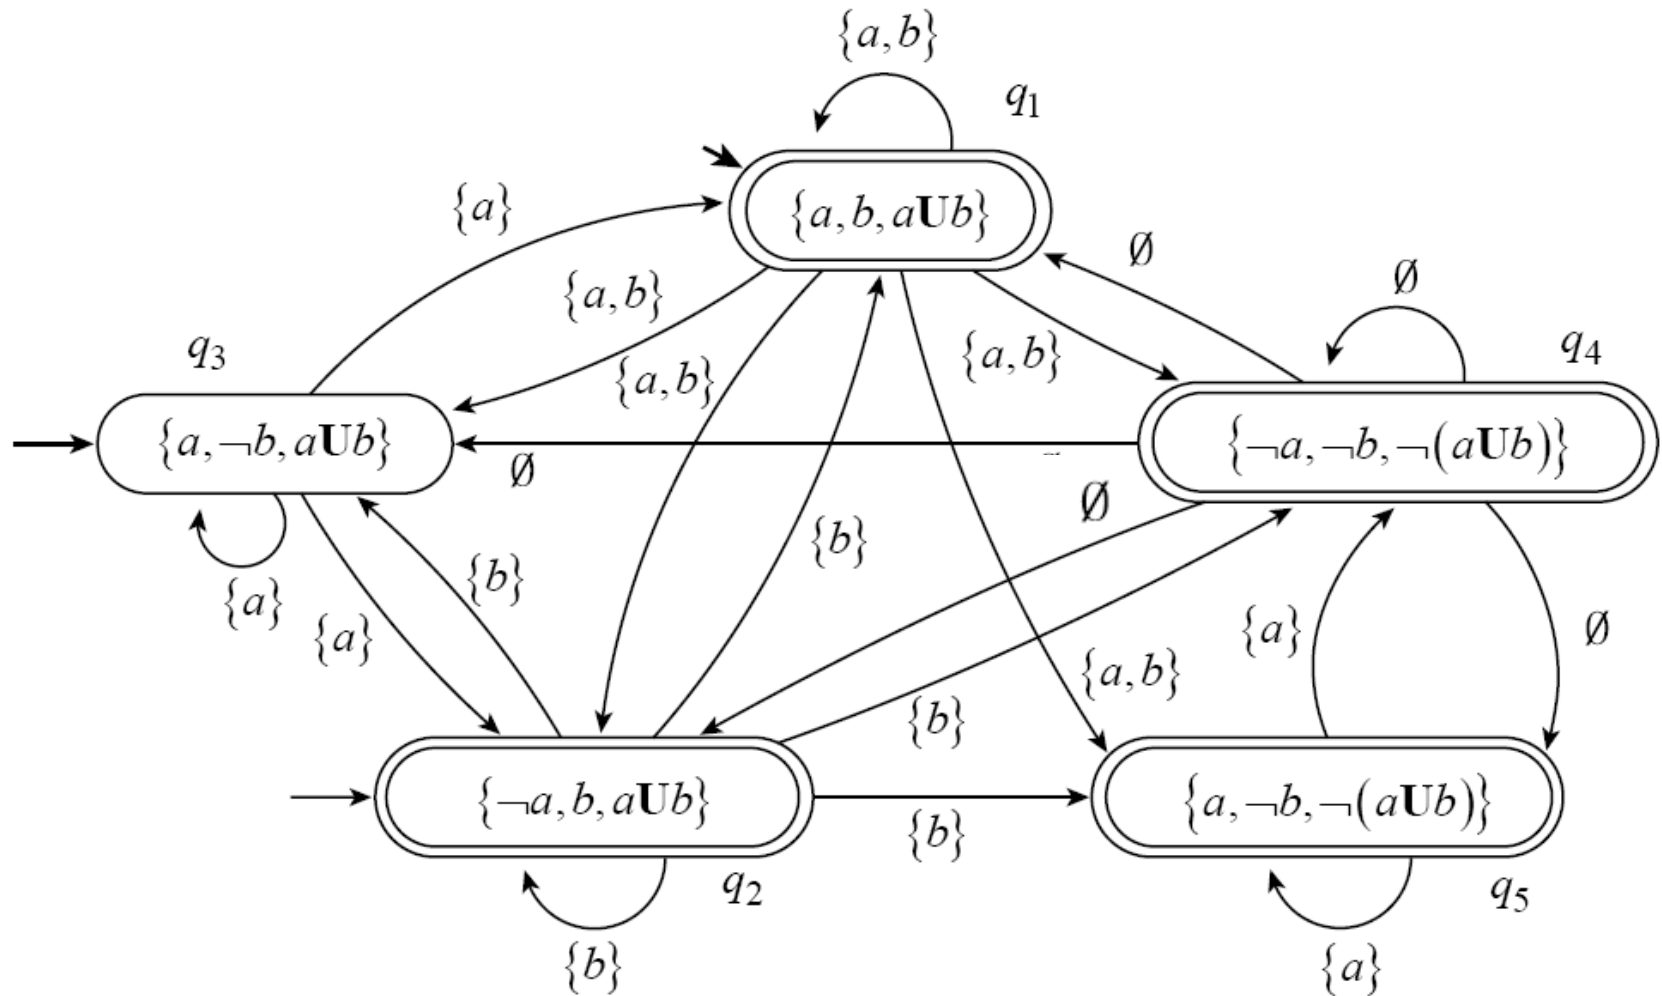 {a,b}
q1
{a,b,aUb}
{a}
∅
∅
{a,b}
{a,b}
{a,b}
q3
q4
{a,¬b,aUb}
{¬a,¬b,¬(aUb)}
∅
∅
{b}
{b}
{a}
{a}
{a}
∅
{a,b}
{b}
{¬a,b,aUb}
{b}
{a,¬b,¬(aUb)}
q2
q5
{b}
{a}